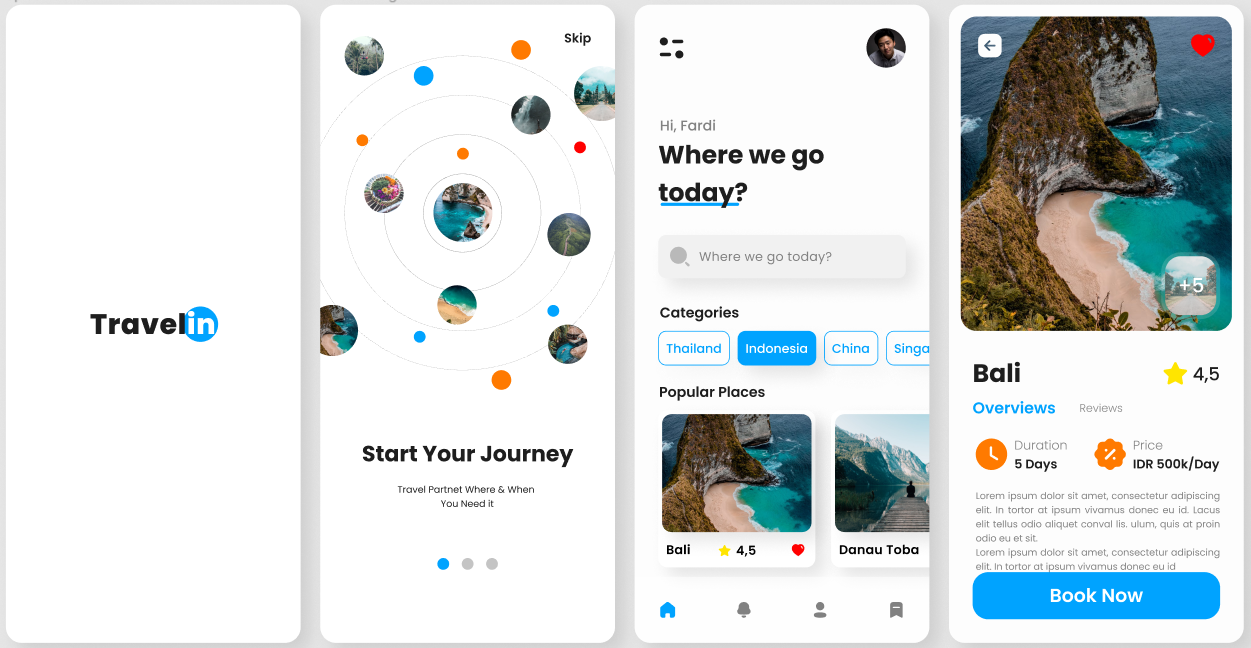 Travelin
Skip
Start Your Journey
Travel Partnet Where & When
You Need it
Hi, Fardi
Where we go
today?
Where we go today?
Categories
Thailand
Indonesia
China
Singa
Popular Places
Bali
4,5
Danau Toba
+5
Bali
4,5
Overviews
Reviews
Duration
5 Days
Price
IDR 500k/Day
Lorem ipsum dolor sit amet, consectetur adipiscing
elit. In tortor at ipsum vivamus donec eu id. Lacus
elit tellus odio aliquet conval lis. ulum, quis at proin
odio eu et sit.
Lorem ipsum dolor sit amet, consectetur adipiscing
elit. In tortor at ipsum vivamus donec eu id
Book Now